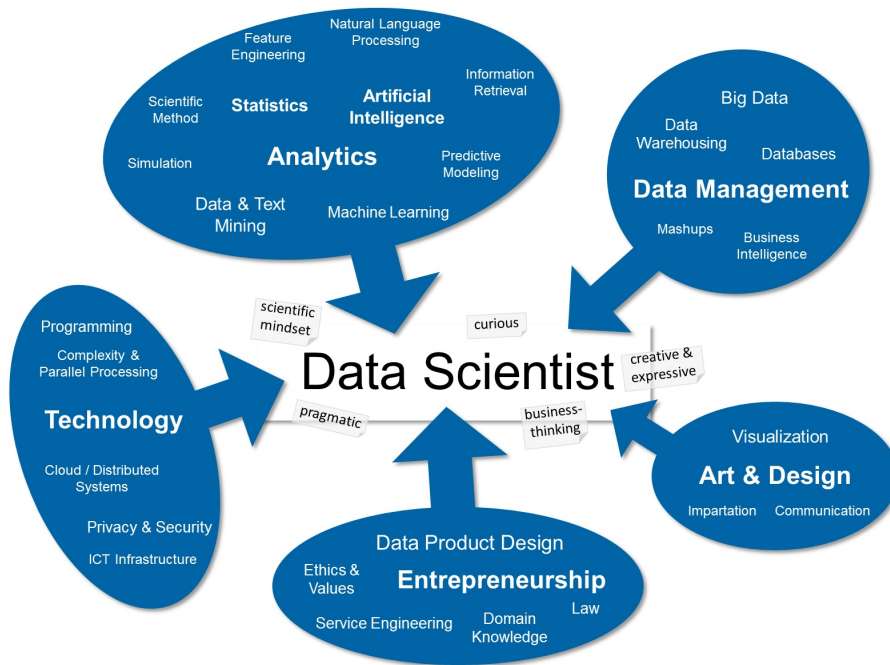 Natural Language
Processing
Feature
Engineering
Information
Retrieval
Artificial
Intelligence
Statistics
Scientific
Method
Analytics
Simulation
Predictive
Modeling
Data & Text
Mining
Machine Learning
Big Data
Data
Warehousing
Databases
Data Management
Mashups
Business
Intelligence
Programming
Complexity &
Parallel Processing
Technology
Cloud / Distributed
Systems
Privacy & Security
ICT Infrastructure
scientific
mindset
curious
Data Scientist
creative &
expressive
pragmatic
business-
thinking
Visualization
Art & Design
Impartation
Communication
Data Product Design
Ethics &
Values
Entrepreneurship
Law
Service Engineering
Domain
Knowledge